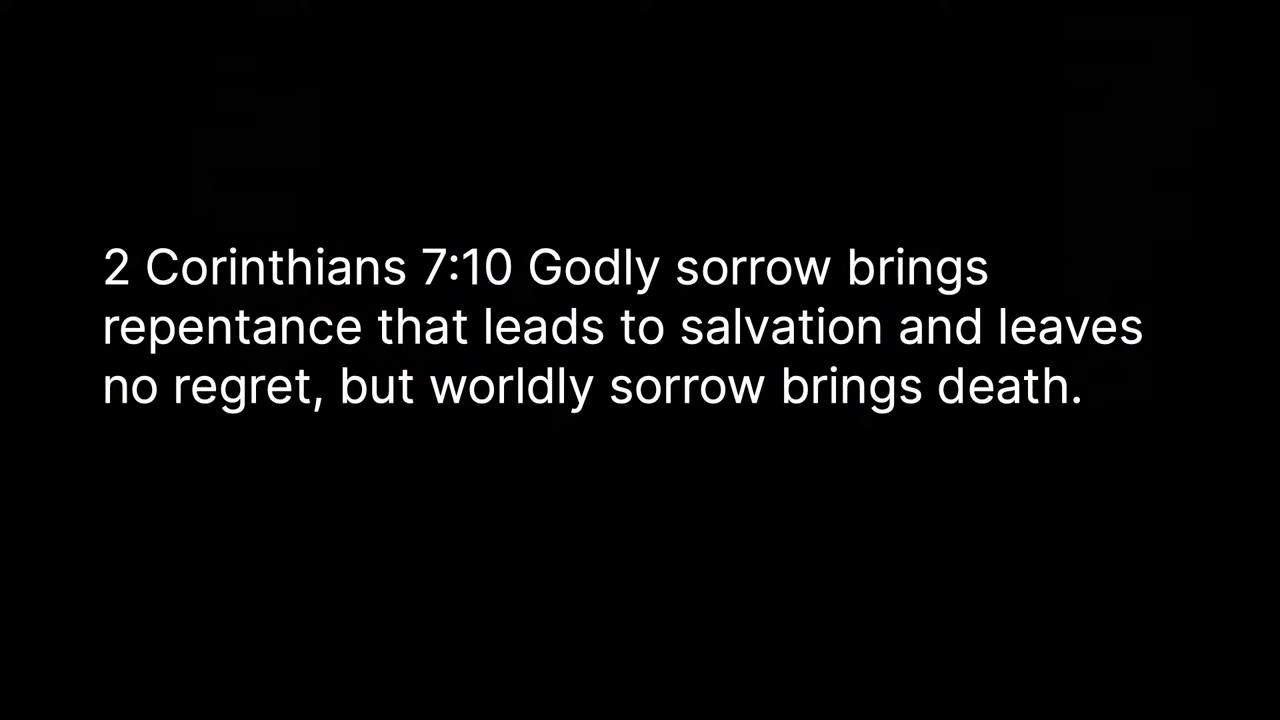 2 Corinthians 7:10 Godly sorrow brings
repentance that leads to salvation and leaves
no regret, but worldly sorrow brings death.